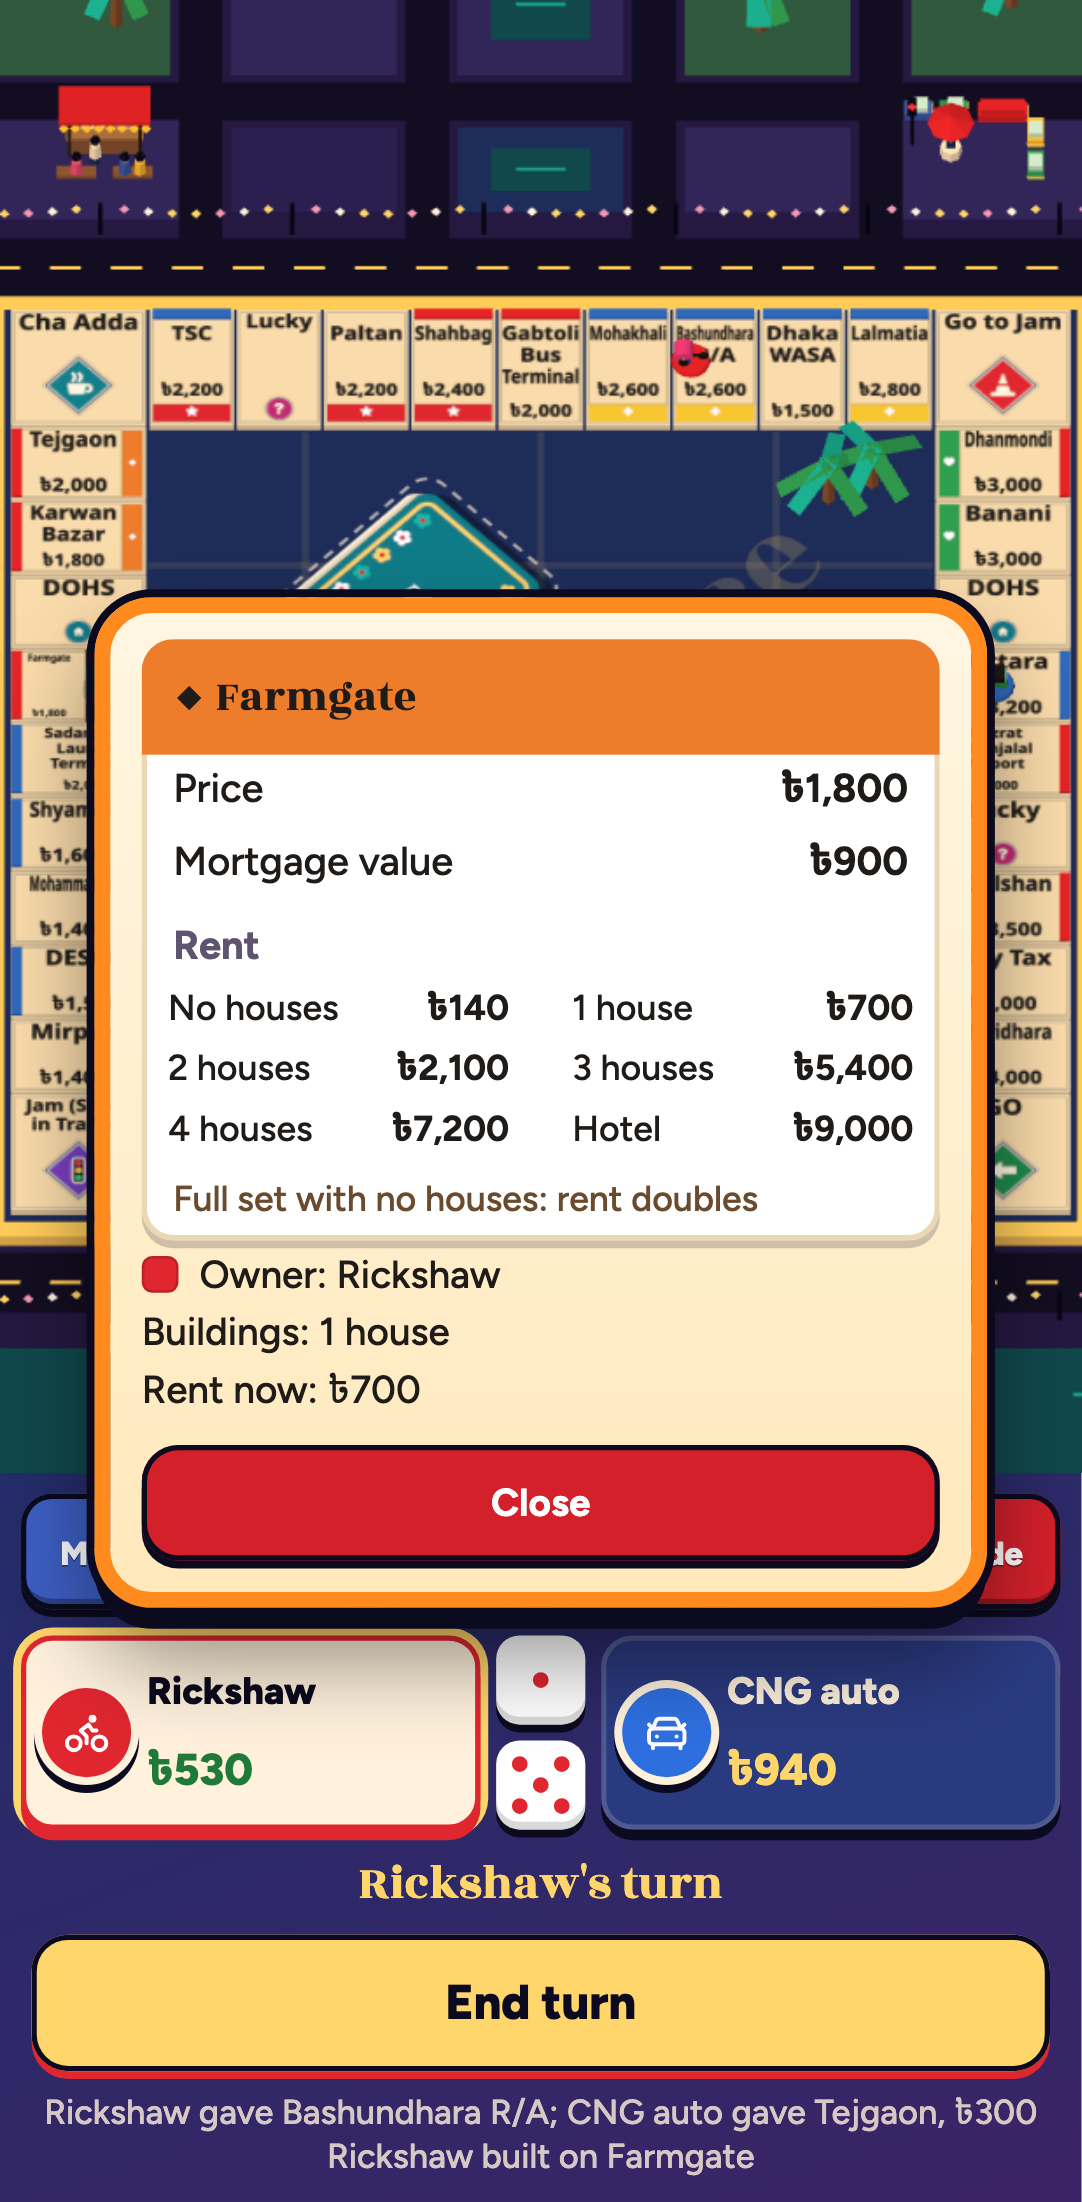 Cha Adda
TSC
৳2,200
Lucky
?
Paltan
৳2,200
Shahbag
৳2,400
Gabtoli
Bus
Terminal
৳2,000
Mohakhali
৳2,600
Bashundhara
/A
৳2,600
Dhaka
WASA
৳1,500
Lalmatia
৳2,800
Go to Jam
Tejgaon
৳2,000
Karwan
Bazar
৳1,800
DOHS
Farmgate
৳1,800
Dhanmondi
৳3,000
Banani
৳3,000
DOHS
◆ Farmgate
Price ৳1,800
Mortgage value ৳900
Rent
No houses ৳140 1 house ৳700
2 houses ৳2,100 3 houses ৳5,400
4 houses ৳7,200 Hotel ৳9,000
Full set with no houses: rent doubles
Owner: Rickshaw
Buildings: 1 house
Rent now: ৳700
Close
Rickshaw
৳530
CNG auto
৳940
Rickshaw's turn
End turn
Rickshaw gave Bashundhara R/A; CNG auto gave Tejgaon, ৳300
Rickshaw built on Farmgate